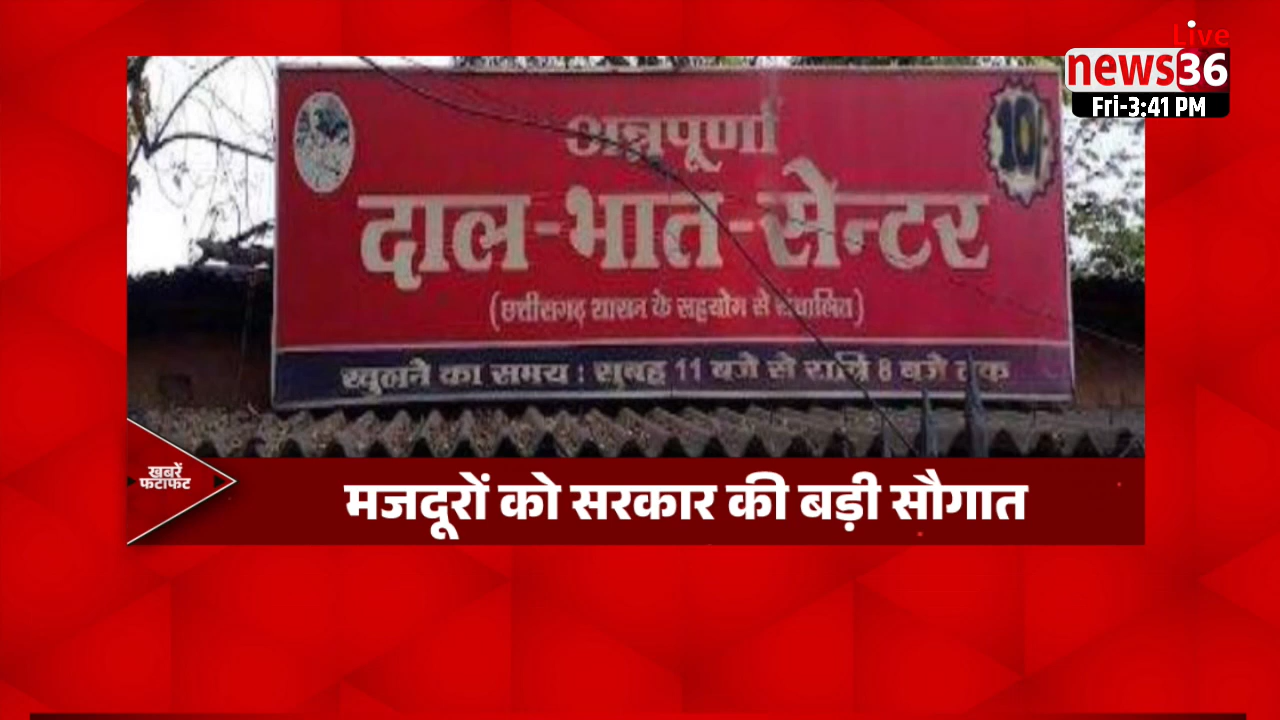 Live
news36
Fri-3:41 PM
अन्नपूर्णा
10
दाल-भात-सेन्टर
(छत्तीसगढ़ शासन के सहयोग से संचालित)
खुलने का समय : सुबह 11 बजे से रात्रि 8 बजे तक
खबरें
फटाफट
मजदूरों को सरकार की बड़ी सौगात